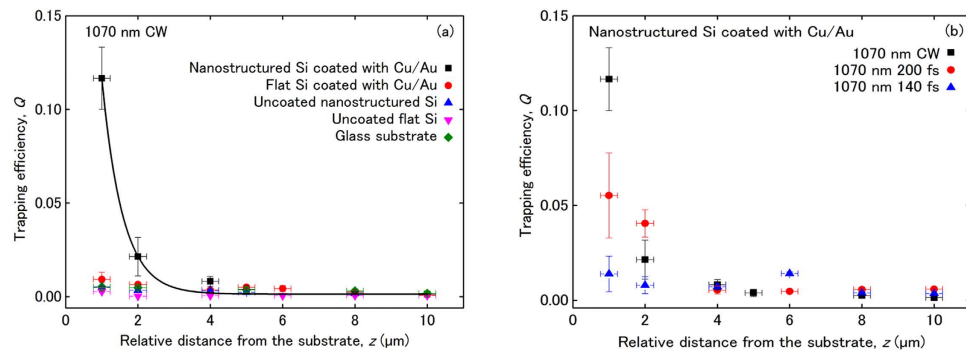 0.15
0.10
0.05
0.00
Trapping efficiency, Q
1070 nm CW
(a)
Nanostructured Si coated with Cu/Au
Flat Si coated with Cu/Au
Uncoated nanostructured Si
Uncoated flat Si
Glass substrate
0 2 4 6 8 10
Relative distance from the substrate, z (μm)
0.15
0.10
0.05
0.00
Trapping efficiency, Q
Nanostructured Si coated with Cu/Au
(b)
1070 nm CW
1070 nm 200 fs
1070 nm 140 fs
0 2 4 6 8 10
Relative distance from the substrate, z (μm)